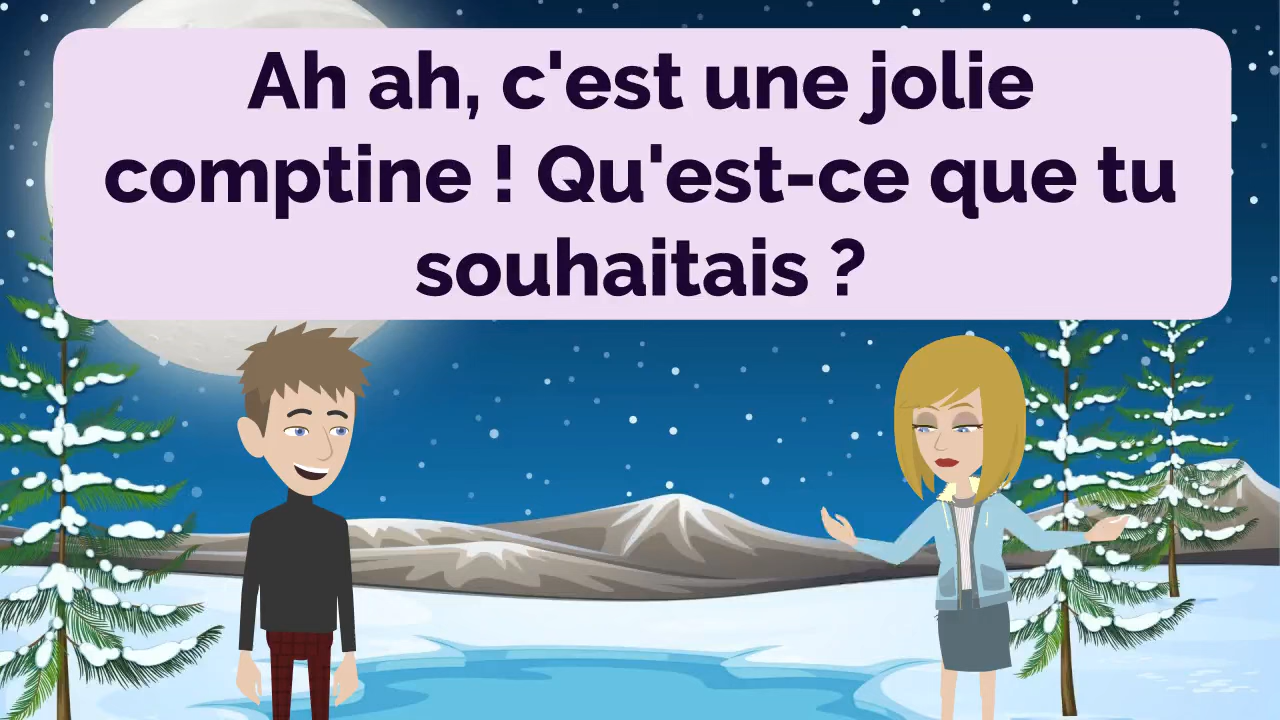 Ah ah, c'est une jolie
comptine ! Qu'est-ce que tu
souhaitais ?